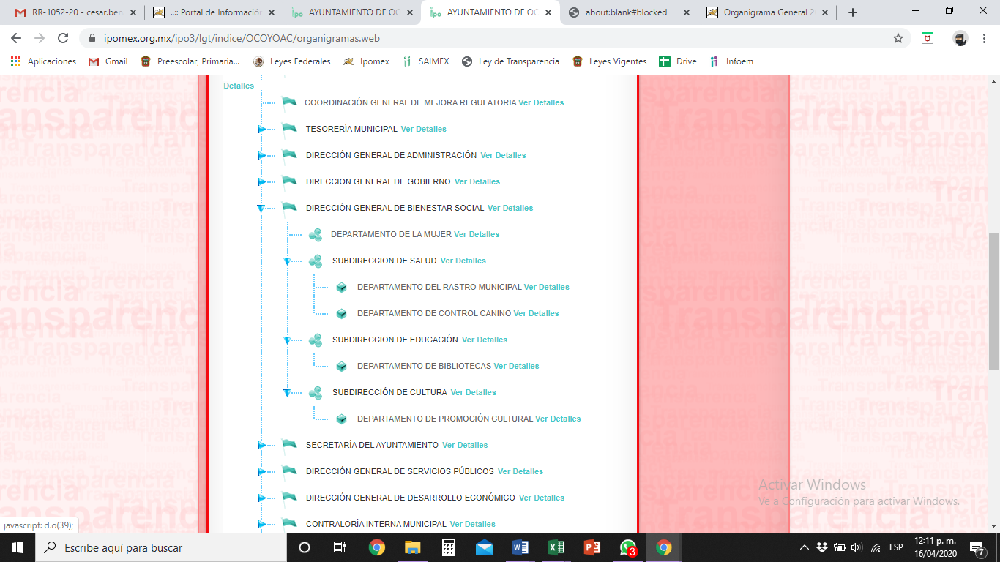 RR-1052-20 - cesar.ben
..:: Portal de Información
AYUNTAMIENTO DE OC
AYUNTAMIENTO DE OC
about:blank#blocked
Organigrama General 2
ipomex.org.mx/ipo3/lgt/indice/OCOYOAC/organigramas.web
Aplicaciones
Gmail
Preescolar, Primaria...
Leyes Federales
Ipomex
SAIMEX
Ley de Transparencia
Leyes Vigentes
Drive
Infoem
Detalles
COORDINACIÓN GENERAL DE MEJORA REGULATORIA Ver Detalles
TESORERÍA MUNICIPAL Ver Detalles
DIRECCIÓN GENERAL DE ADMINISTRACIÓN Ver Detalles
DIRECCION GENERAL DE GOBIERNO Ver Detalles
DIRECCIÓN GENERAL DE BIENESTAR SOCIAL Ver Detalles
DEPARTAMENTO DE LA MUJER Ver Detalles
SUBDIRECCION DE SALUD Ver Detalles
DEPARTAMENTO DEL RASTRO MUNICIPAL Ver Detalles
DEPARTAMENTO DE CONTROL CANINO Ver Detalles
SUBDIRECCION DE EDUCACIÓN Ver Detalles
DEPARTAMENTO DE BIBLIOTECAS Ver Detalles
SUBDIRECCIÓN DE CULTURA Ver Detalles
DEPARTAMENTO DE PROMOCIÓN CULTURAL Ver Detalles
SECRETARÍA DEL AYUNTAMIENTO Ver Detalles
DIRECCIÓN GENERAL DE SERVICIOS PÚBLICOS Ver Detalles
DIRECCIÓN GENERAL DE DESARROLLO ECONÓMICO Ver Detalles
CONTRALORÍA INTERNA MUNICIPAL Ver Detalles
Activar Windows
Ve a Configuración para activar Windows.
javascript: d.o(39);
Escribe aquí para buscar
3
ESP
12:11 p. m.
16/04/2020
7